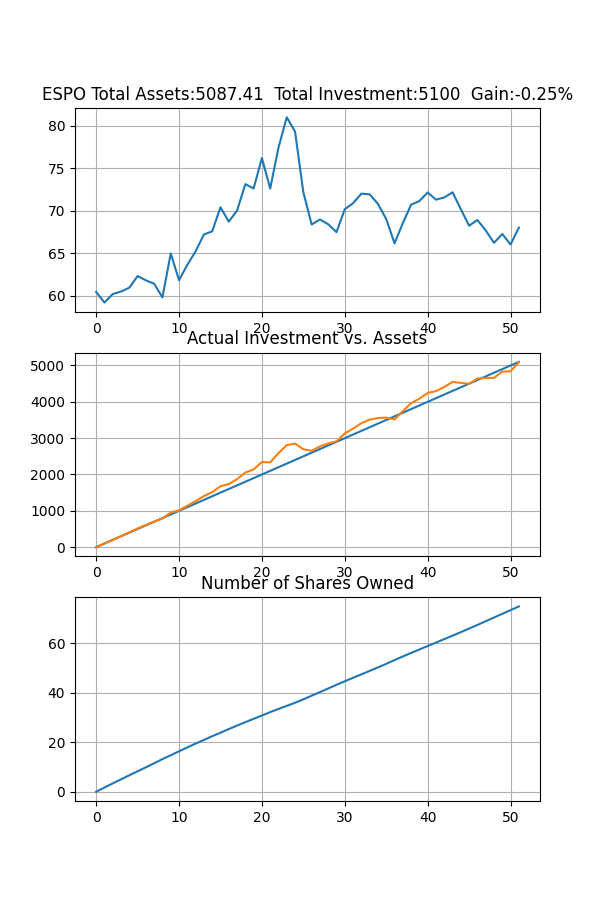 ESPO Total Assets:5087.41  Total Investment:5100  Gain:-0.25%
80
75
70
65
60
0 10 20 30 40 50
Actual Investment vs. Assets
5000
4000
3000
2000
1000
0
0 10 20 30 40 50
Number of Shares Owned
60
40
20
0
0 10 20 30 40 50